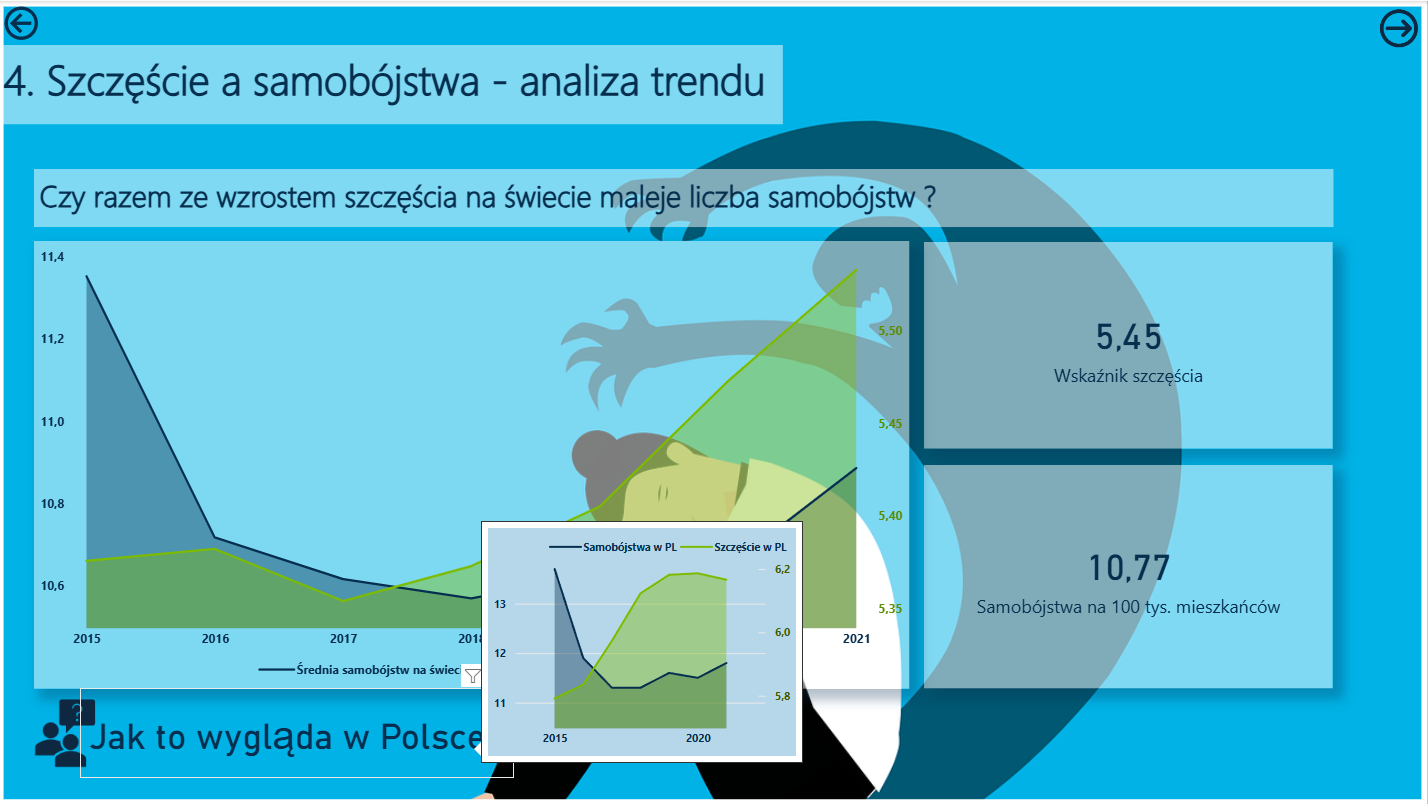 4. Szczęście a samobójstwa - analiza trendu
Czy razem ze wzrostem szczęścia na świecie maleje liczba samobójstw ?
11,4
11,2
11,0
10,8
10,6
5,50
5,45
5,40
5,35
2015 2016 2017 2018 2021
Średnia samobójstw na świec
5,45
Wskaźnik szczęścia
10,77
Samobójstwa na 100 tys. mieszkańców
Samobójstwa w PL Szczęście w PL
13
12
11
6,2
6,0
5,8
2015 2020
?
Jak to wygląda w Polsce